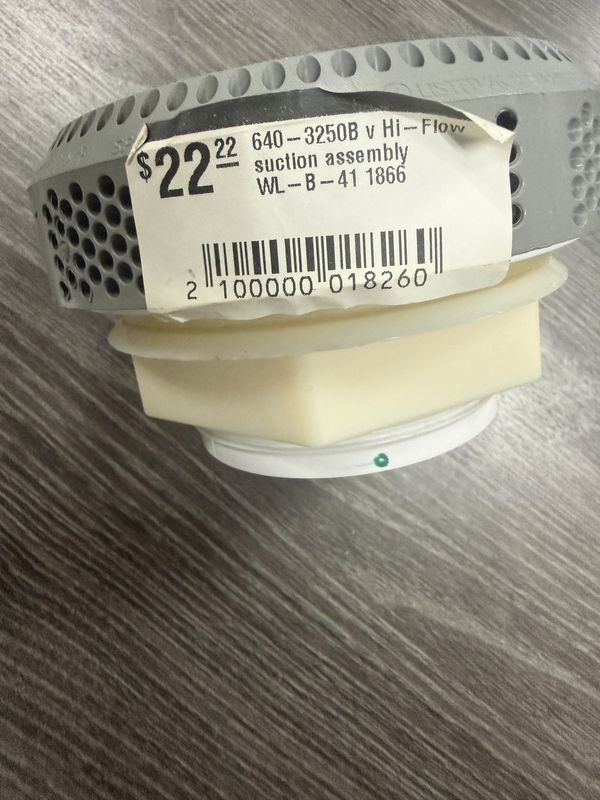 $22 22
640-3250B v Hi-Flow
suction assembly
WL-B-41 1866
2 100000 018260